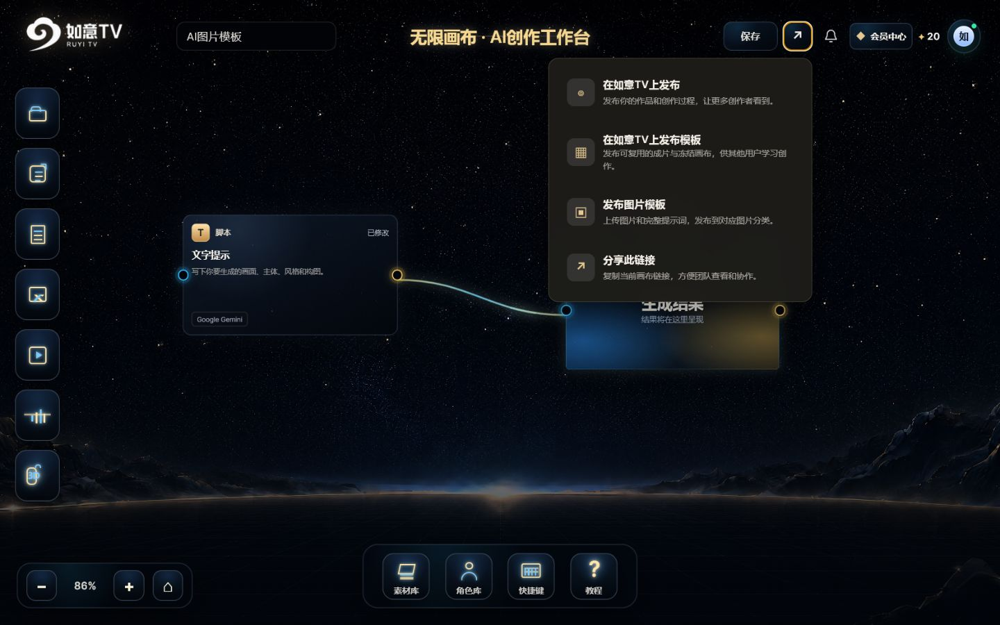 如意TV
RUYI TV
AI图片模板
无限画布 · AI创作工作台
保存
会员中心
20
如
在如意TV上发布
发布你的作品和创作过程，让更多创作者看到。
在如意TV上发布模板
发布可复用的成片与冻结画布，供其他用户学习创
作。
发布图片模板
上传图片和完整提示词，发布到对应图片分类。
分享此链接
复制当前画布链接，方便团队查看和协作。
T 脚本
已修改
文字提示
写下你要生成的画面、主体、风格和构图。
Google Gemini
生成结果
结果将在这里呈现
3D
86%
素材库
角色库
快捷键
?
教程